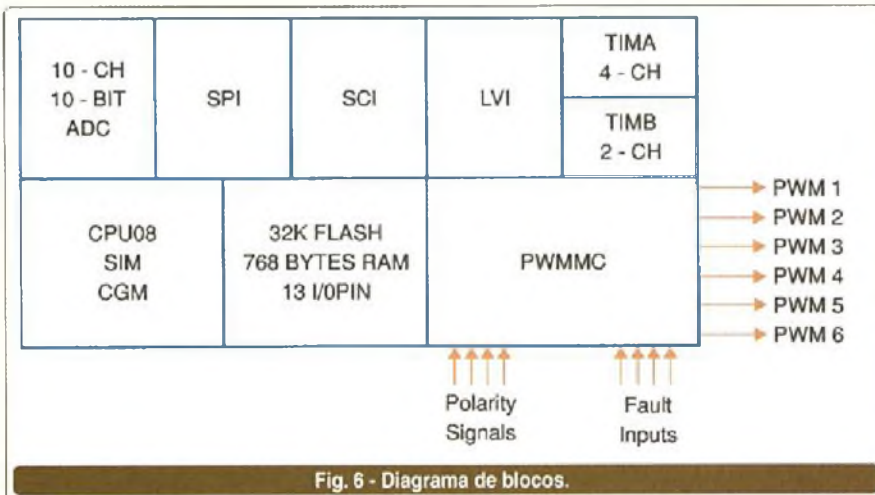 10 - CH
10 - BIT
ADC
SPI
SCI
LVI
TIMA
4 - CH
TIMB
2 - CH
CPU08
SIM
CGM
32K FLASH
768 BYTES RAM
13 I/0PIN
PWMMC
PWM 1
PWM 2
PWM 3
PWM 4
PWM 5
PWM 6
Polarity
Signals
Fault
Inputs
Fig. 6 - Diagrama de blocos.